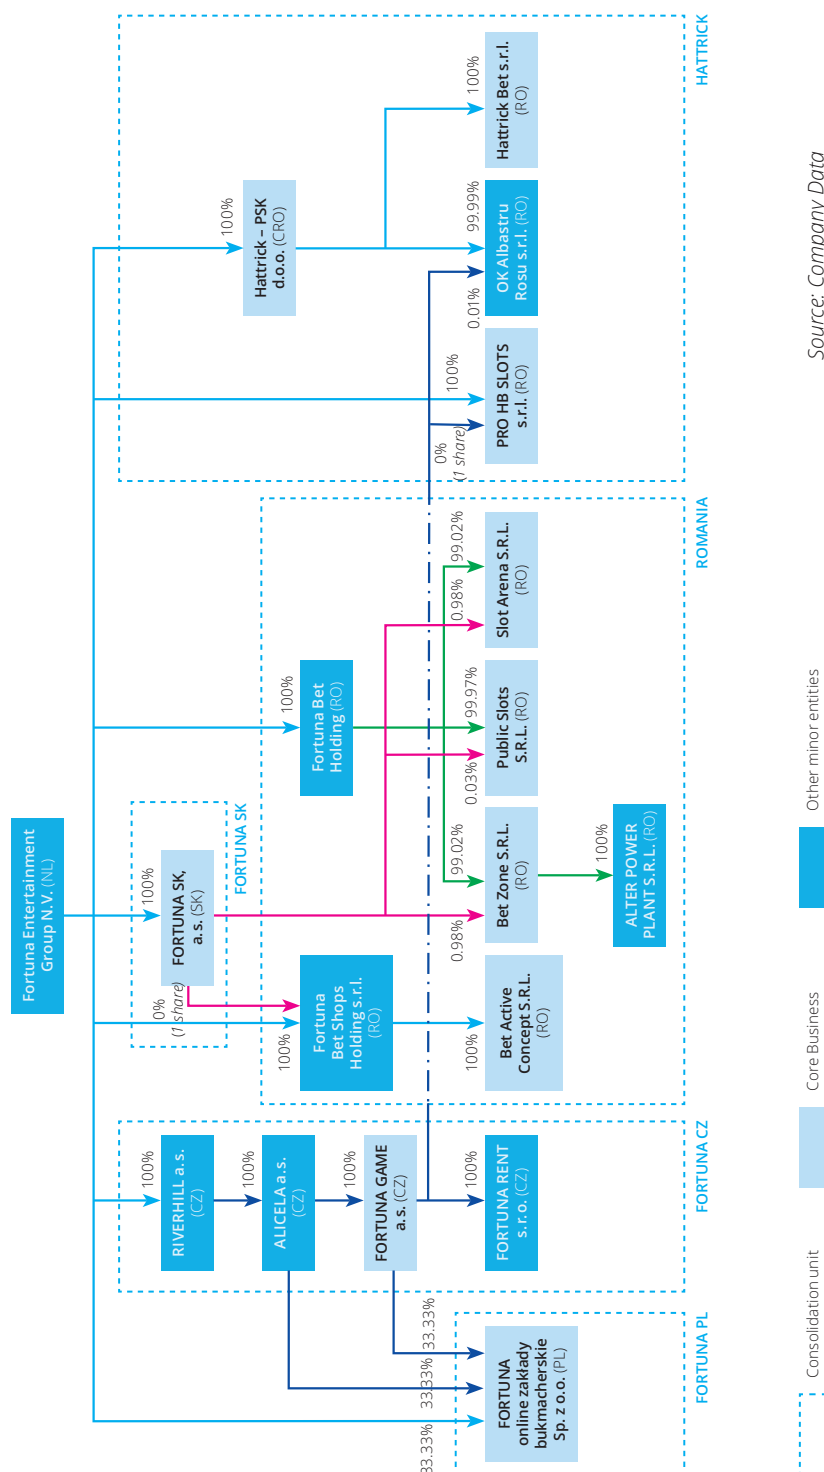 Fortuna Entertainment
Group N.V. (NL)
33.33%
33.33%
33.33%
FORTUNA
online zakłady
bukmacherskie
Sp. z o.o. (PL)
FORTUNA PL
100%
RIVERHILL a.s.
(CZ)
100%
ALICELA a.s.
(CZ)
100%
FORTUNA GAME
a.s. (CZ)
100%
FORTUNA RENT
s.r.o. (CZ)
FORTUNA CZ
100%
FORTUNA SK,
a.s. (SK)
0%
(1 share)
FORTUNA SK
100%
Fortuna
Bet Shops
Holding s.r.l.
(RO)
100%
Bet Active
Concept S.R.L.
(RO)
100%
Fortuna Bet
Holding (RO)
0.98%
99.02%
Bet Zone S.R.L.
(RO)
100%
ALTER POWER
PLANT S.R.L. (RO)
0.03%
99.97%
Public Slots
S.R.L. (RO)
0.98%
99.02%
Slot Arena S.R.L.
(RO)
ROMANIA
100%
Hattrick – PSK
d.o.o. (CRO)
0%
(1 share)
100%
PRO HB SLOTS
s.r.l. (RO)
0.01%
99.99%
OK Albastru
Rosu s.r.l. (RO)
100%
Hattrick Bet s.r.l.
(RO)
HATTRICK
Consolidation unit
Core Business
Other minor entities
Source: Company Data